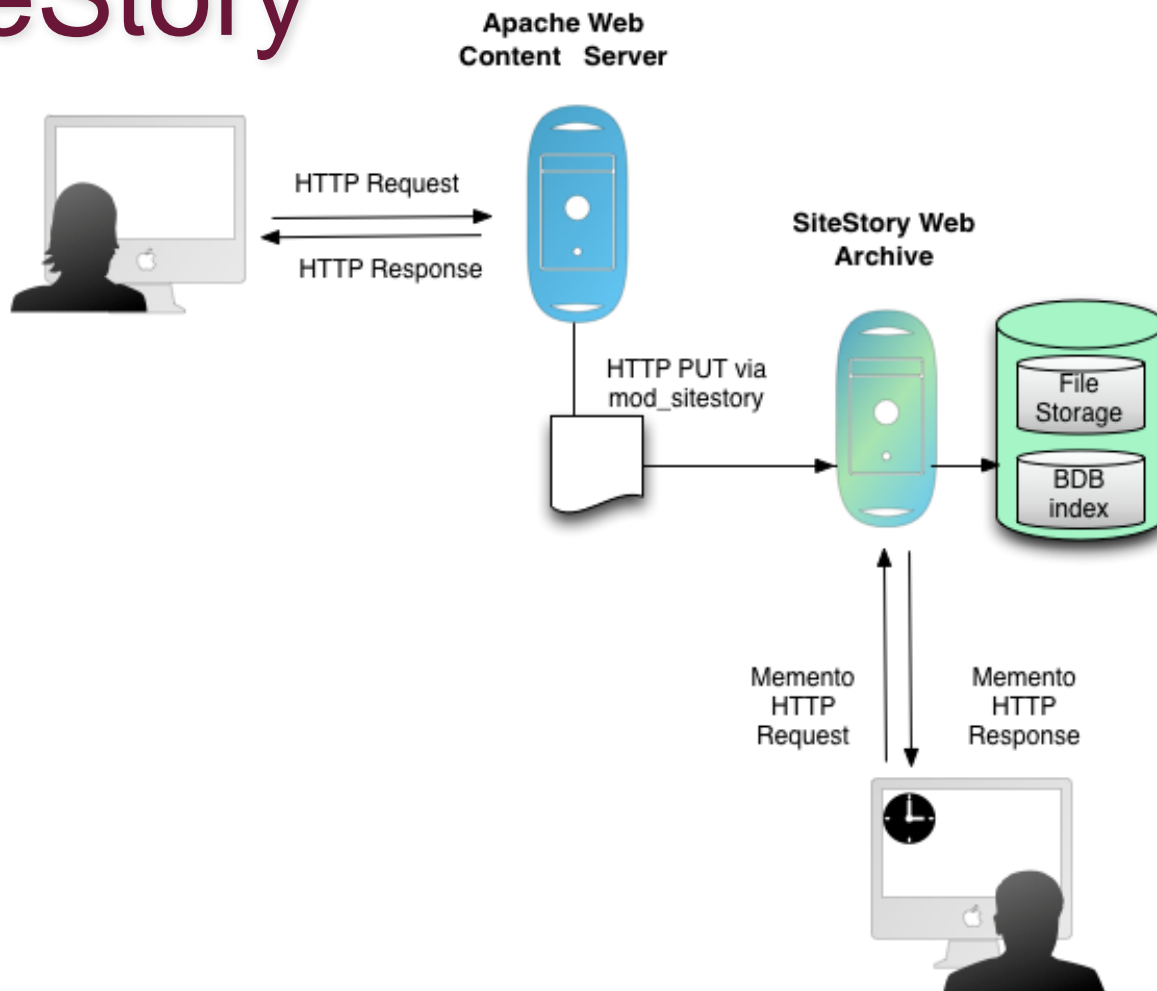 eStory
Apache Web
Content Server
HTTP Request
HTTP Response
SiteStory Web
Archive
HTTP PUT via
mod_sitestory
File
Storage
BDB
index
Memento
HTTP
Request
Memento
HTTP
Response